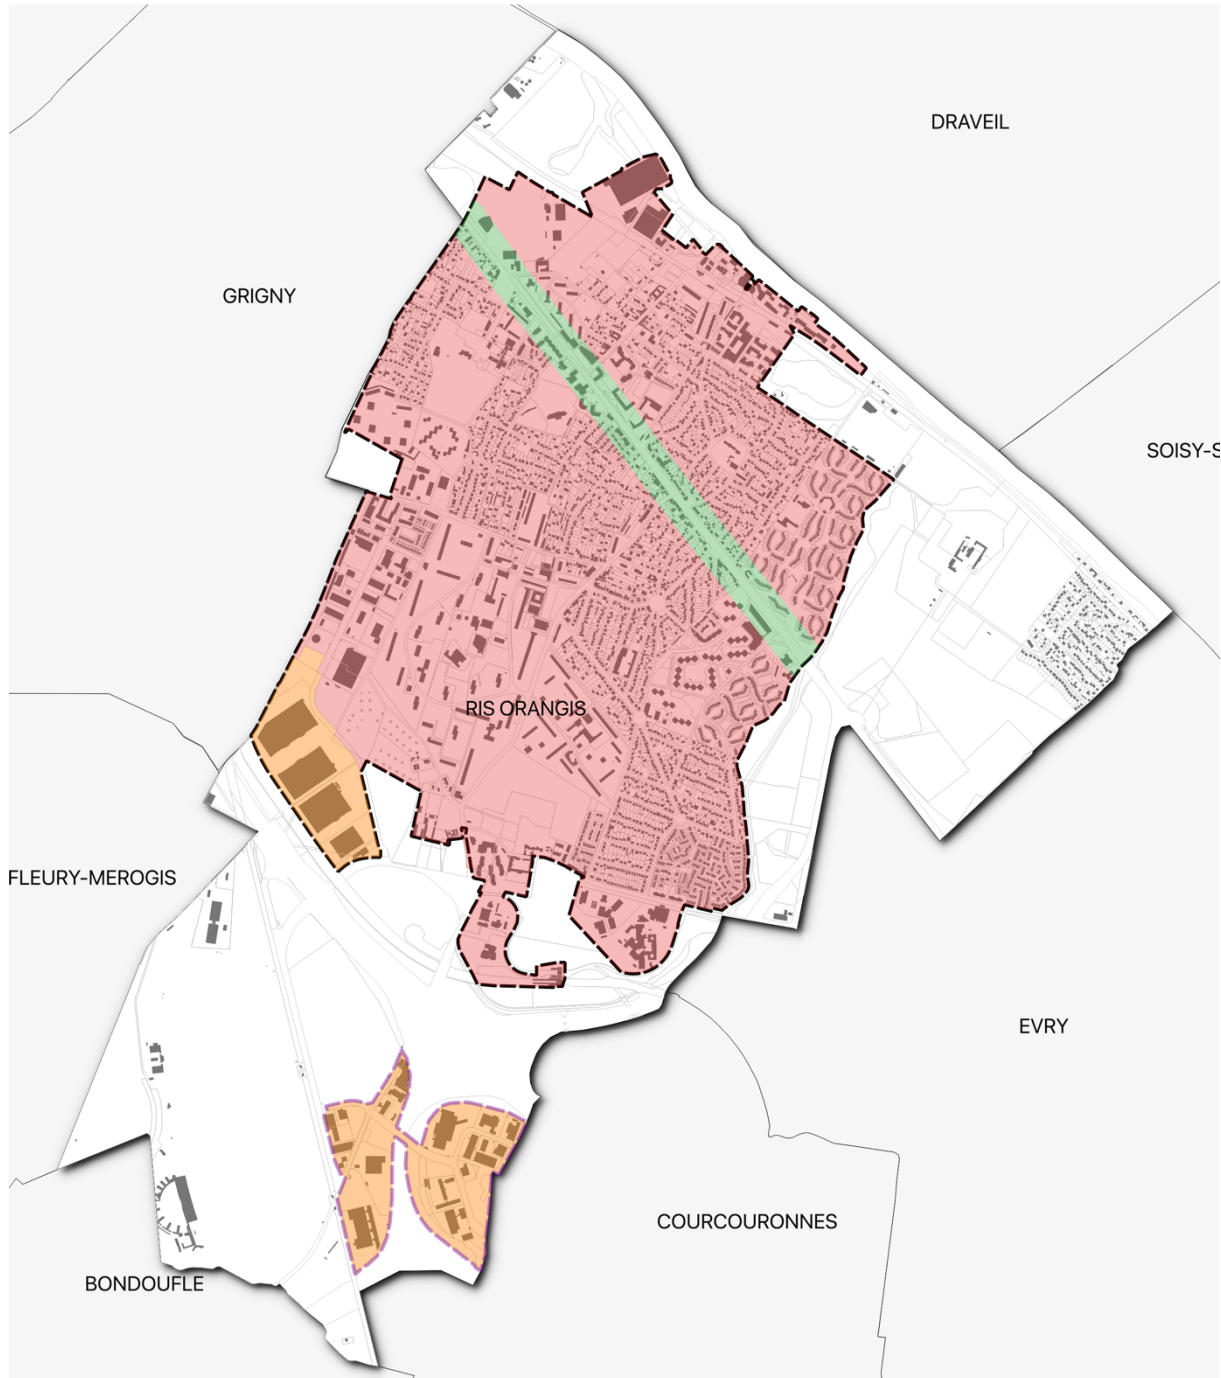 DRAVEIL
GRIGNY
SOISY-S
RIS ORANGIS
FLEURY-MEROGIS
EVRY
COURCOURONNES
BONDOUFLE